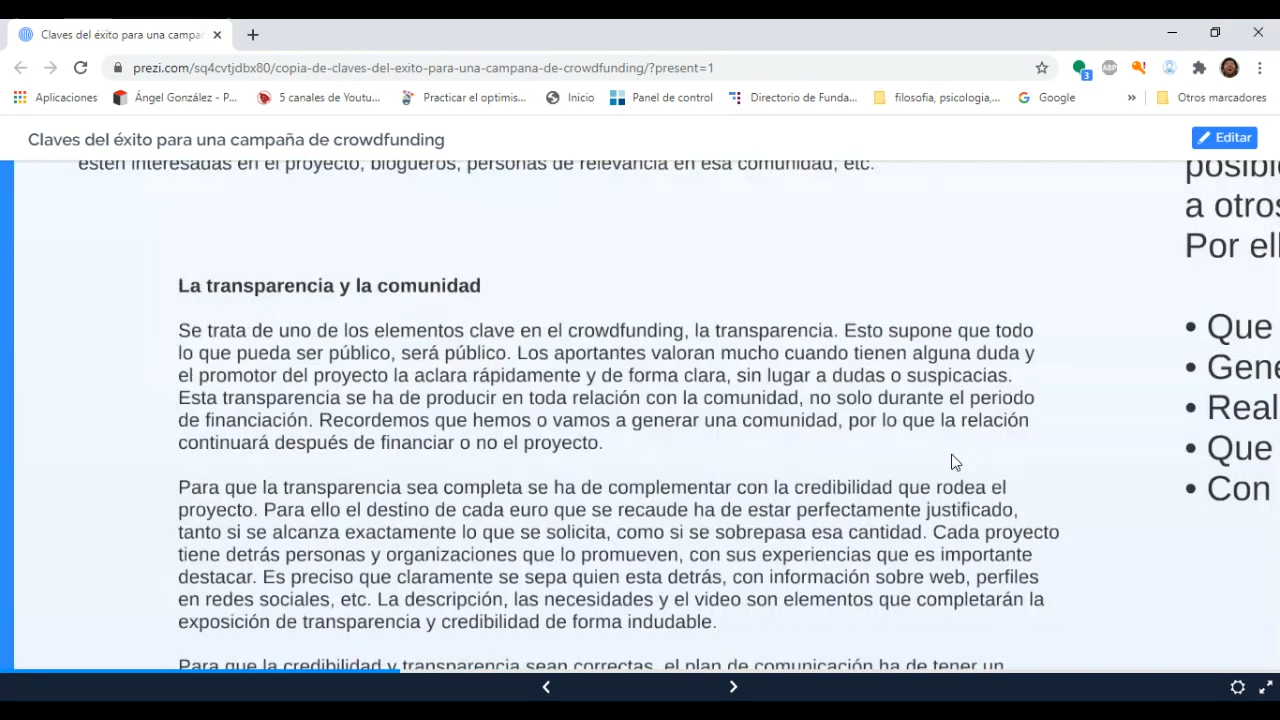 Claves del éxito para una campa
prezi.com/sq4cvtjdbx80/copia-de-claves-del-exito-para-una-campana-de-crowdfunding/?present=1
3
ABP
Aplicaciones
Ángel González - P...
5 canales de Youtu...
Practicar el optimis...
Inicio
Panel de control
Directorio de Funda...
filosofia, psicologia,...
Google
»
Otros marcadores
Claves del éxito para una campaña de crowdfunding
Editar
estén interesadas en el proyecto, blogueros, personas de relevancia en esa comunidad, etc.
La transparencia y la comunidad
Se trata de uno de los elementos clave en el crowdfunding, la transparencia. Esto supone que todo
lo que pueda ser público, será público. Los aportantes valoran mucho cuando tienen alguna duda y
el promotor del proyecto la aclara rápidamente y de forma clara, sin lugar a dudas o suspicacias.
Esta transparencia se ha de producir en toda relación con la comunidad, no solo durante el periodo
de financiación. Recordemos que hemos o vamos a generar una comunidad, por lo que la relación
continuará después de financiar o no el proyecto.
Para que la transparencia sea completa se ha de complementar con la credibilidad que rodea el
proyecto. Para ello el destino de cada euro que se recaude ha de estar perfectamente justificado,
tanto si se alcanza exactamente lo que se solicita, como si se sobrepasa esa cantidad. Cada proyecto
tiene detrás personas y organizaciones que lo promueven, con sus experiencias que es importante
destacar. Es preciso que claramente se sepa quien esta detrás, con información sobre web, perfiles
en redes sociales, etc. La descripción, las necesidades y el video son elementos que completarán la
exposición de transparencia y credibilidad de forma indudable.
Para que la credibilidad y transparencia sean correctas, el plan de comunicación ha de tener un
posibl
a otros
Por ell
• Que
• Gene
• Real
• Que
• Con